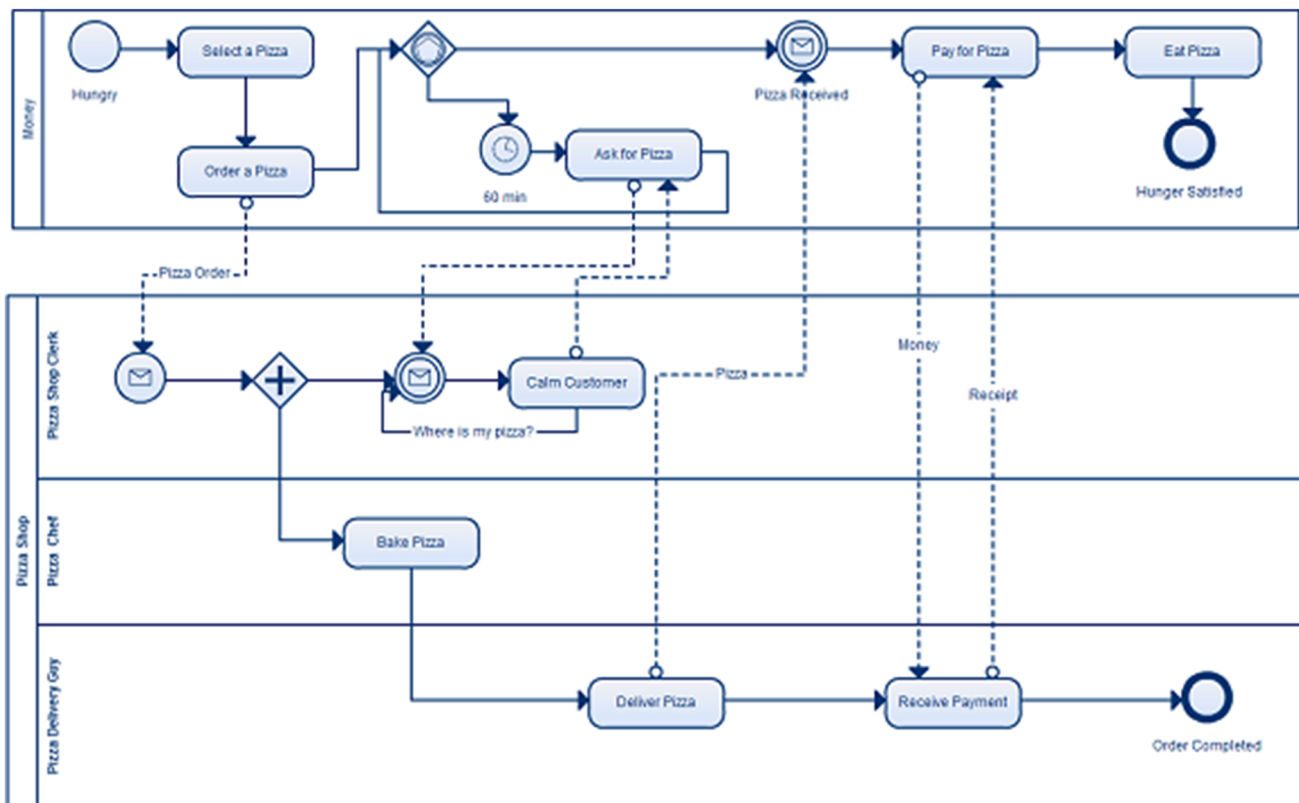 Money
Select a Pizza
Hungry
Order a Pizza
60 min
Ask for Pizza
Pizza Received
Pay for Pizza
Eat Pizza
Hunger Satisfied
Pizza Order
Pizza Shop
Pizza Shop Clerk
Calm Customer
Where is my pizza?
Pizza
Money
Receipt
Pizza Chef
Bake Pizza
Pizza Delivery Guy
Deliver Pizza
Receive Payment
Order Completed